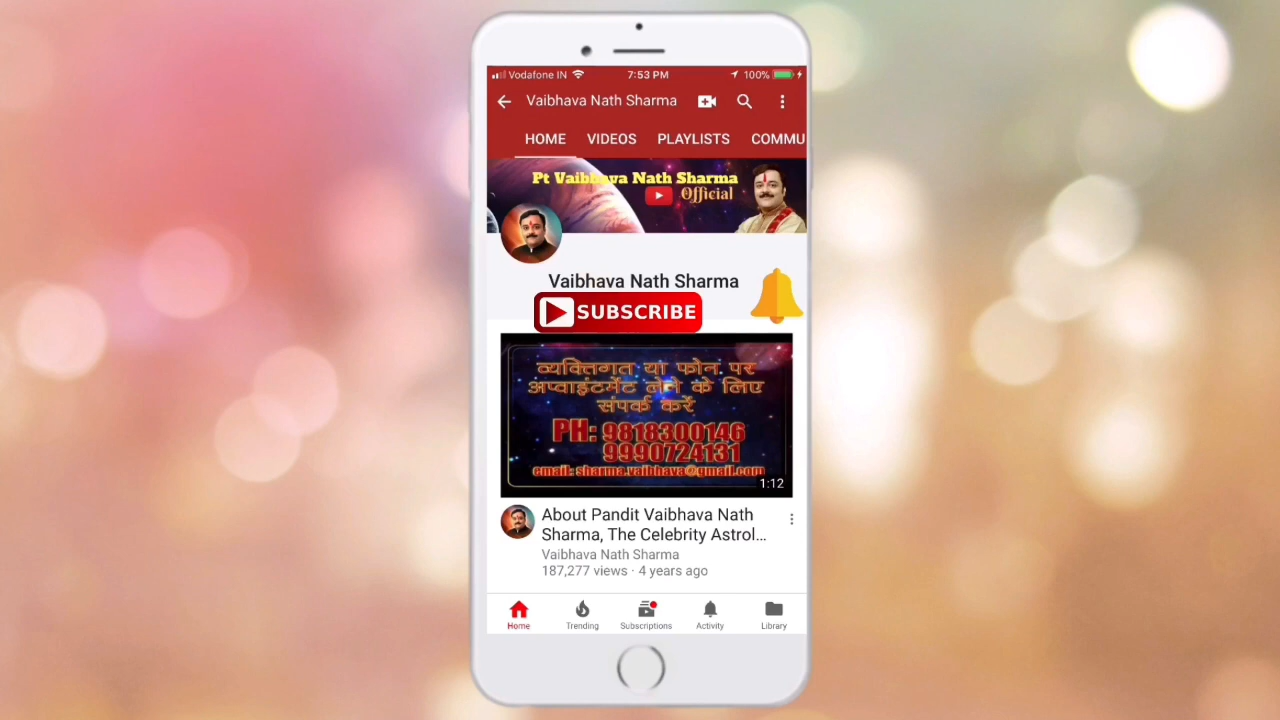 Vodafone IN 7:53 PM 100%
Vaibhava Nath Sharma
HOME VIDEOS PLAYLISTS COMMU
Pt Vaibhava Nath Sharma
Official
Vaibhava Nath Sharma
SUBSCRIBE
व्यक्तिगत या फोन पर
अप्वाइंटमेंट लेने के लिए
संपर्क करें
PH: 9818300146
9990724131
email: sharma.vaibhava@gmail.com
1:12
About Pandit Vaibhava Nath
Sharma, The Celebrity Astrol...
Vaibhava Nath Sharma
187,277 views · 4 years ago
Home Trending Subscriptions Activity Library